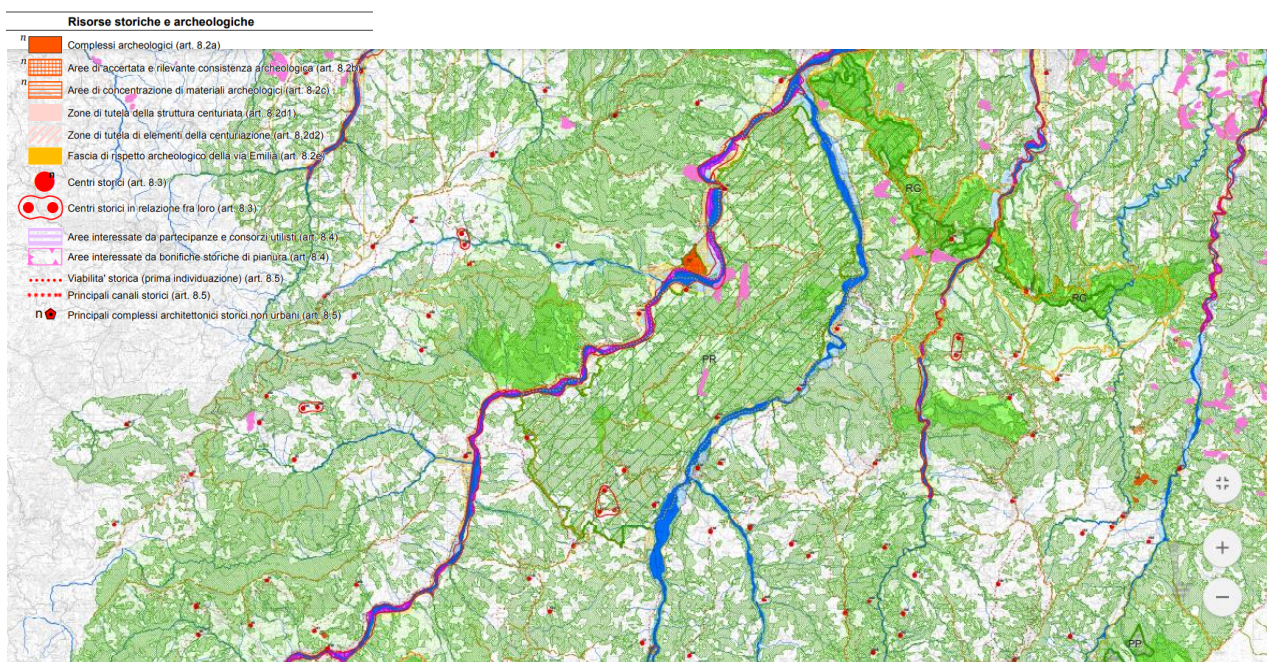 Risorse storiche e archeologiche
n
Complessi archeologici (art. 8.2a)
n
Aree di accertata e rilevante consistenza archeologica (art. 8.2b)
n
Aree di concentrazione di materiali archeologici (art. 8.2c)
Zone di tutela della struttura centuriata (art. 8.2d1)
Zone di tutela di elementi della centuriazione (art. 8.2d2)
Fascia di rispetto archeologico della via Emilia (art. 8.2e)
n
Centri storici (art. 8.3)
Centri storici in relazione fra loro (art. 8.3)
Aree interessate da partecipanze e consorzi utilisti (art. 8.4)
Aree interessate da bonifiche storiche di pianura (art. 8.4)
Viabilita' storica (prima individuazione) (art. 8.5)
Principali canali storici (art. 8.5)
n
Principali complessi architettonici storici non urbani (art. 8.5)
RG
RG
PR
PP